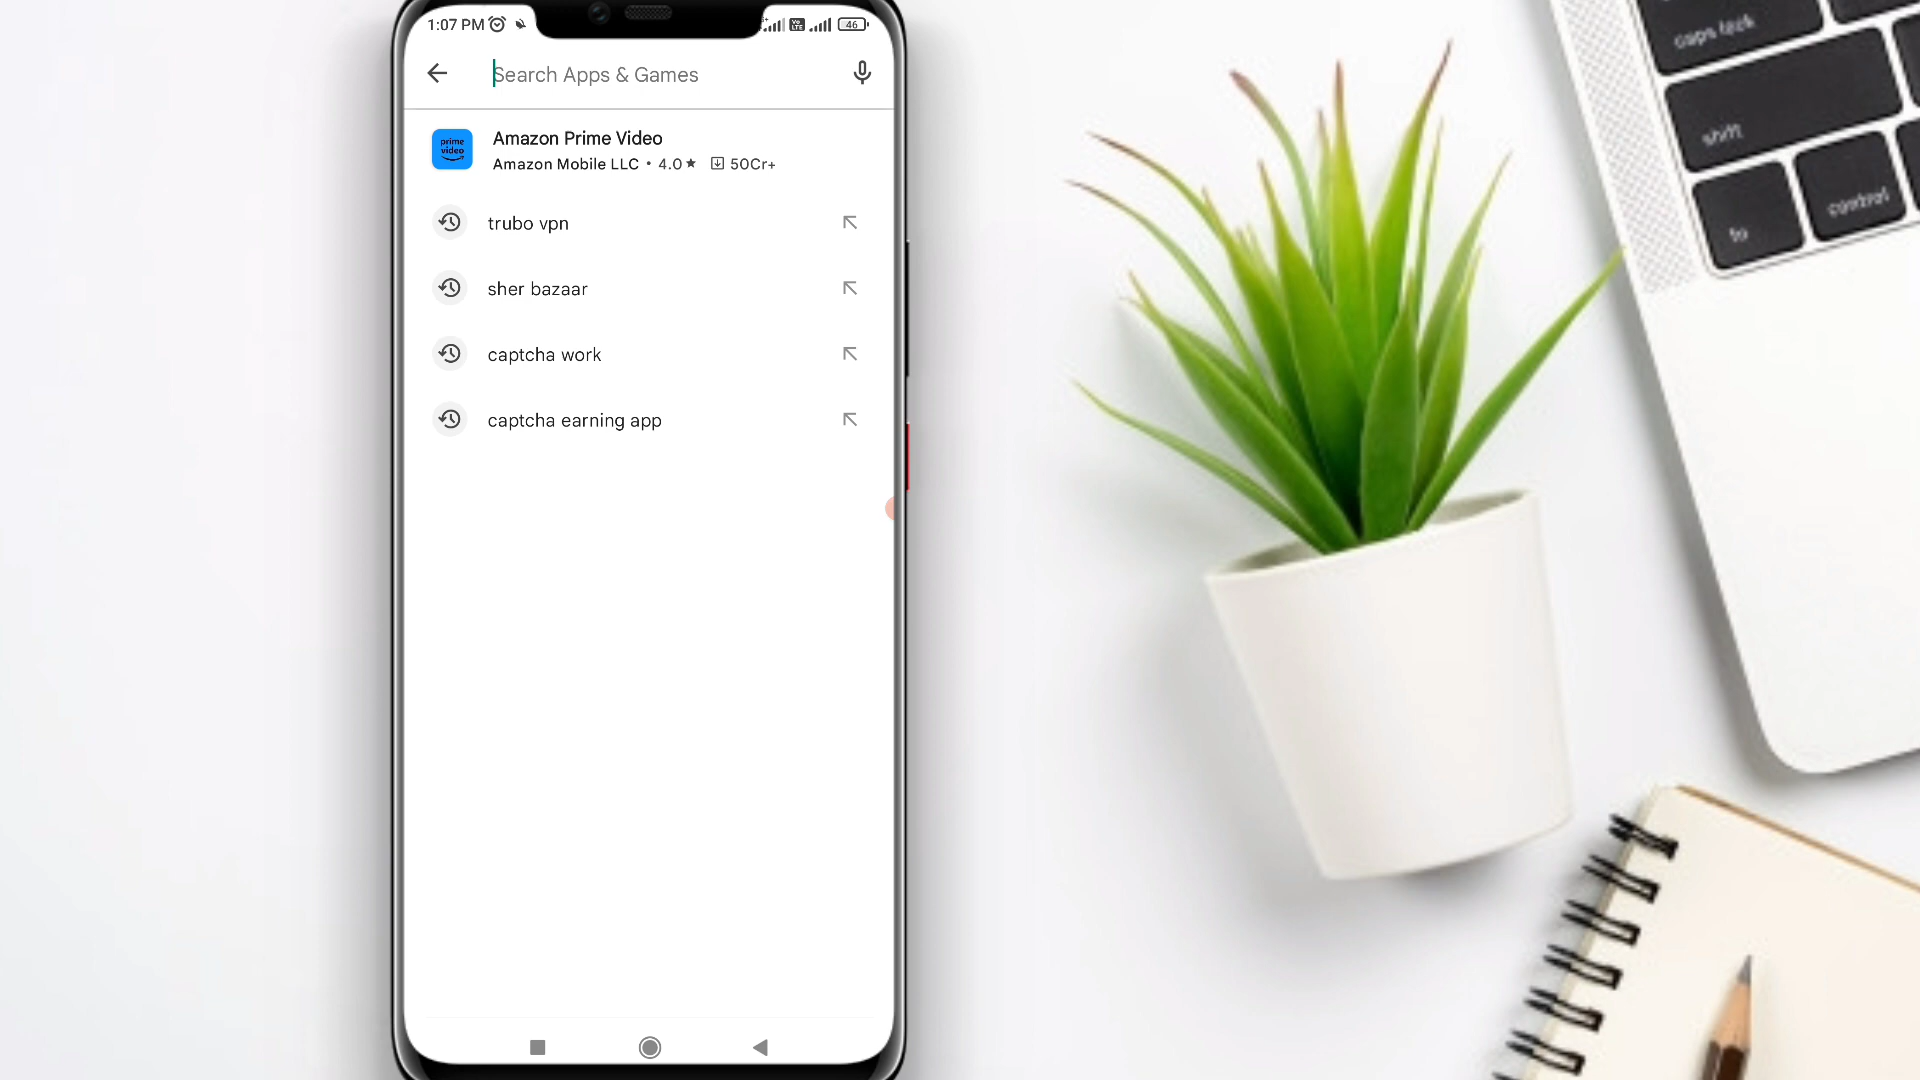 1:07 PM
46
Search Apps & Games
prime video
Amazon Prime Video
Amazon Mobile LLC • 4.0★ 50Cr+
trubo vpn
sher bazaar
captcha work
captcha earning app
caps lock
shift
fn
control